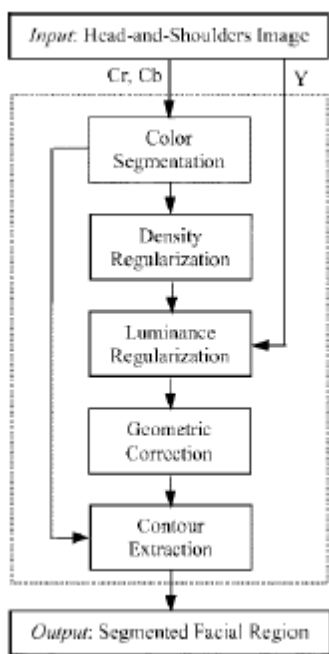 Input: Head-and-Shoulders Image
Cr, Cb
Y
Color
Segmentation
Density
Regularization
Luminance
Regularization
Geometric
Correction
Contour
Extraction
Output: Segmented Facial Region